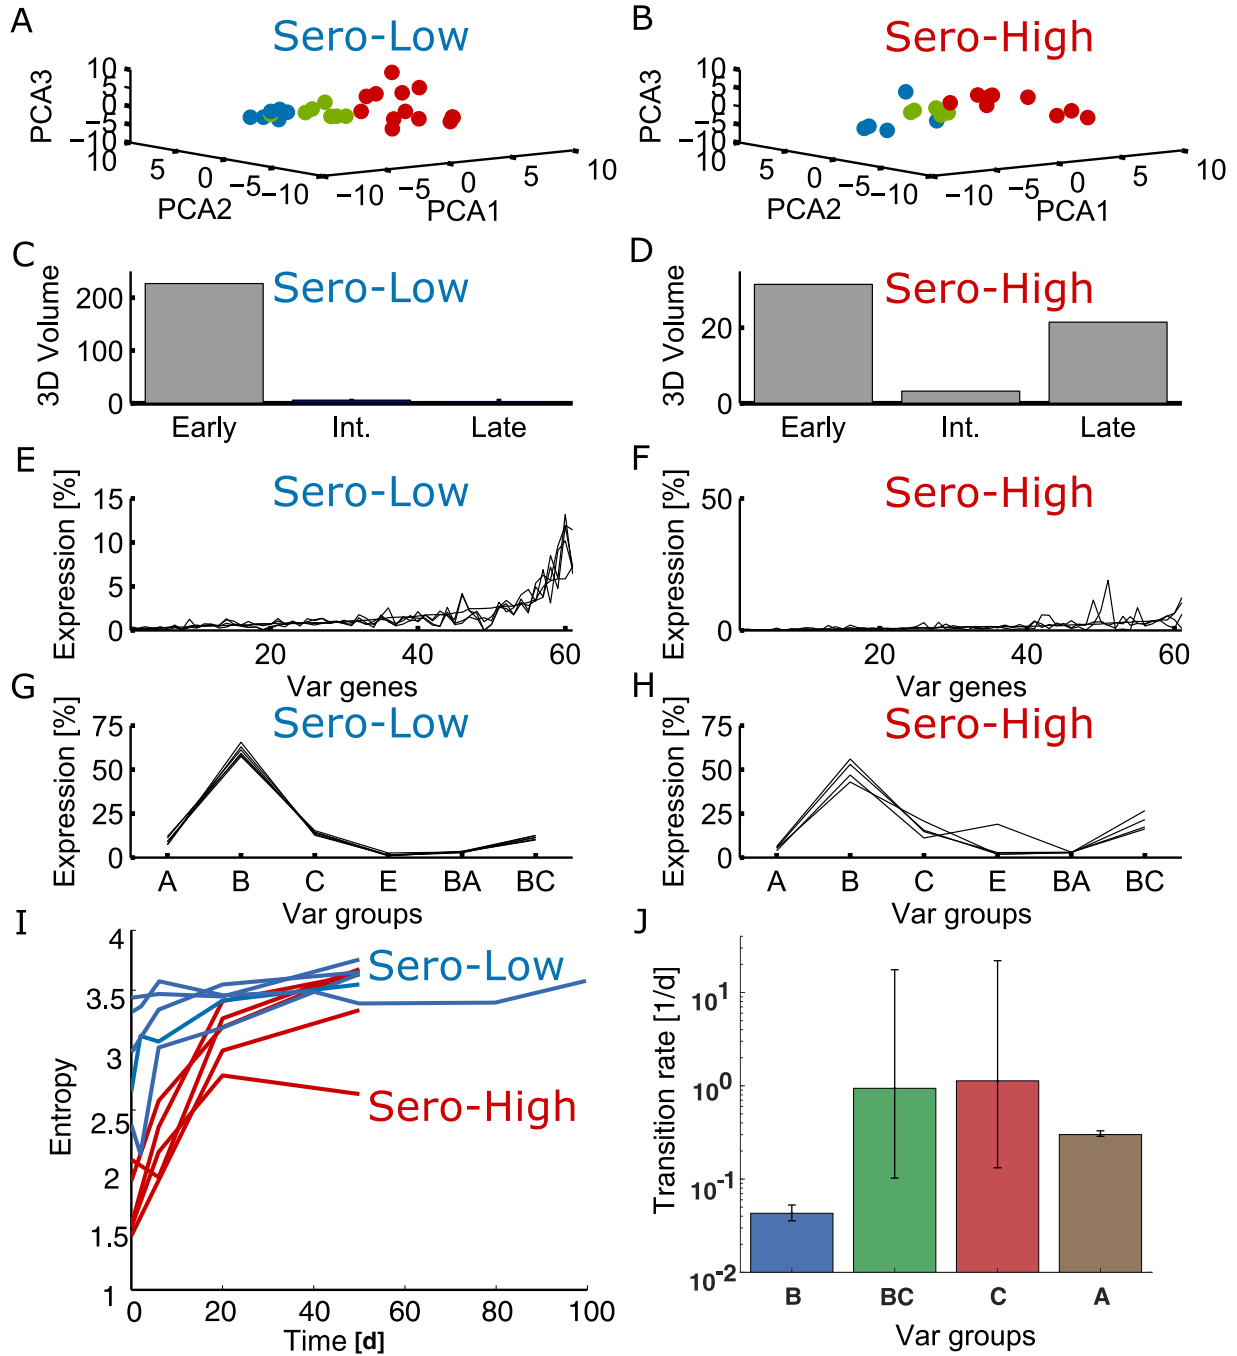 A
Sero-Low
PCA3
10
5
0
−5
−10
10
5
0
−5
−10
−10
−5
0
5
10
PCA2
PCA1
B
Sero-High
PCA3
10
5
0
−5
−10
10
5
0
−5
−10
−10
−5
0
5
10
PCA2
PCA1
C
Sero-Low
3D Volume
200
100
0
Early
Int.
Late
D
Sero-High
3D Volume
20
0
Early
Int.
Late
E
Sero-Low
Expression [%]
15
10
5
0
20
40
60
Var genes
F
Sero-High
Expression [%]
50
0
20
40
60
Var genes
G
Sero-Low
Expression [%]
75
50
25
0
A
B
C
E
BA
BC
Var groups
H
Sero-High
Expression [%]
75
50
25
0
A
B
C
E
BA
BC
Var groups
I
Sero-Low
Sero-High
Entropy
4
3.5
3
2.5
2
1.5
1
0
20
40
60
80
100
Time [d]
J
Transition rate [1/d]
10^1
10^0
10^-1
10^-2
B
BC
C
A
Var groups